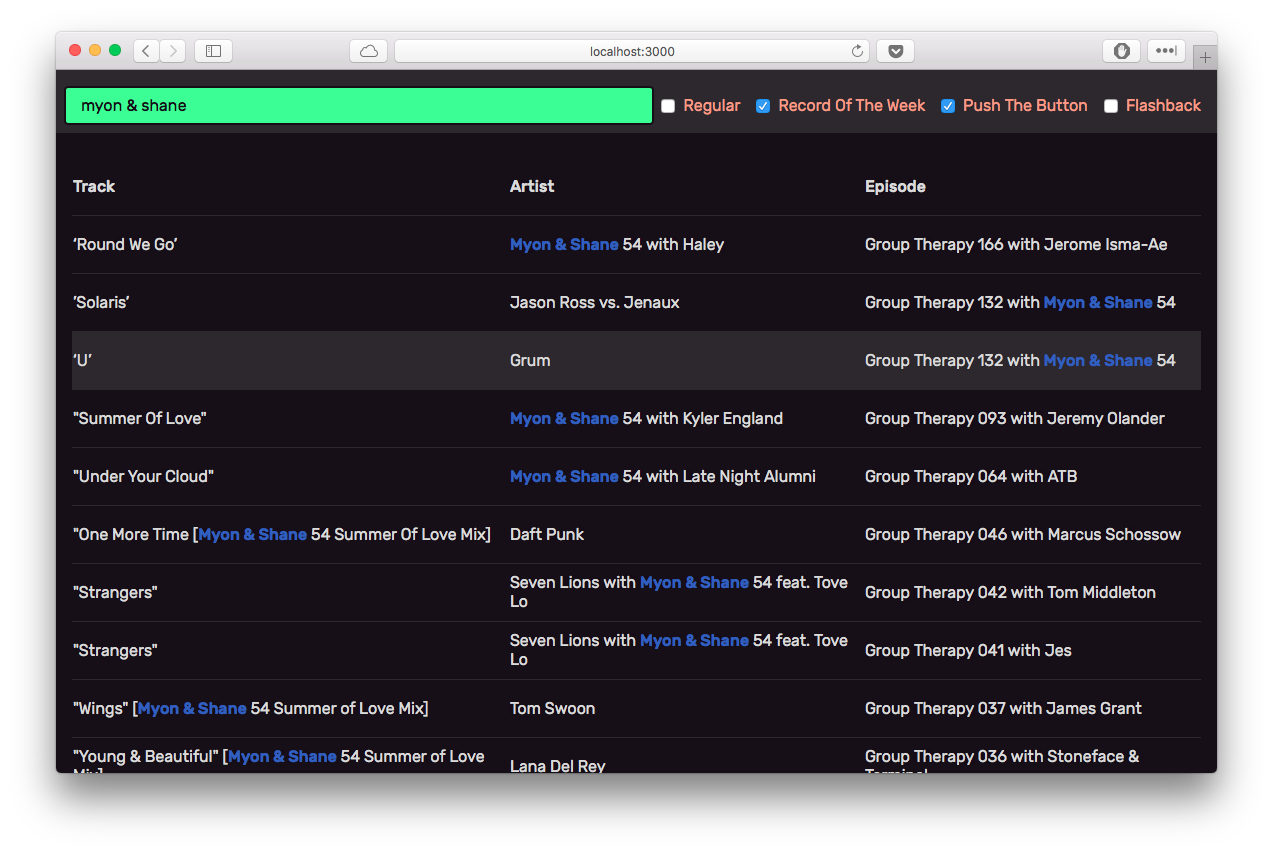 localhost:3000
myon & shane
Regular
Record Of The Week
Push The Button
Flashback
Track Artist Episode
‘Round We Go’ Myon & Shane 54 with Haley Group Therapy 166 with Jerome Isma-Ae
‘Solaris’ Jason Ross vs. Jenaux Group Therapy 132 with Myon & Shane 54
‘U’ Grum Group Therapy 132 with Myon & Shane 54
"Summer Of Love" Myon & Shane 54 with Kyler England Group Therapy 093 with Jeremy Olander
"Under Your Cloud" Myon & Shane 54 with Late Night Alumni Group Therapy 064 with ATB
"One More Time [Myon & Shane 54 Summer Of Love Mix] Daft Punk Group Therapy 046 with Marcus Schossow
"Strangers" Seven Lions with Myon & Shane 54 feat. Tove
Lo Group Therapy 042 with Tom Middleton
"Strangers" Seven Lions with Myon & Shane 54 feat. Tove
Lo Group Therapy 041 with Jes
"Wings" [Myon & Shane 54 Summer of Love Mix] Tom Swoon Group Therapy 037 with James Grant
"Young & Beautiful" [Myon & Shane 54 Summer of Love
Mix] Lana Del Rey Group Therapy 036 with Stoneface &
Terminal